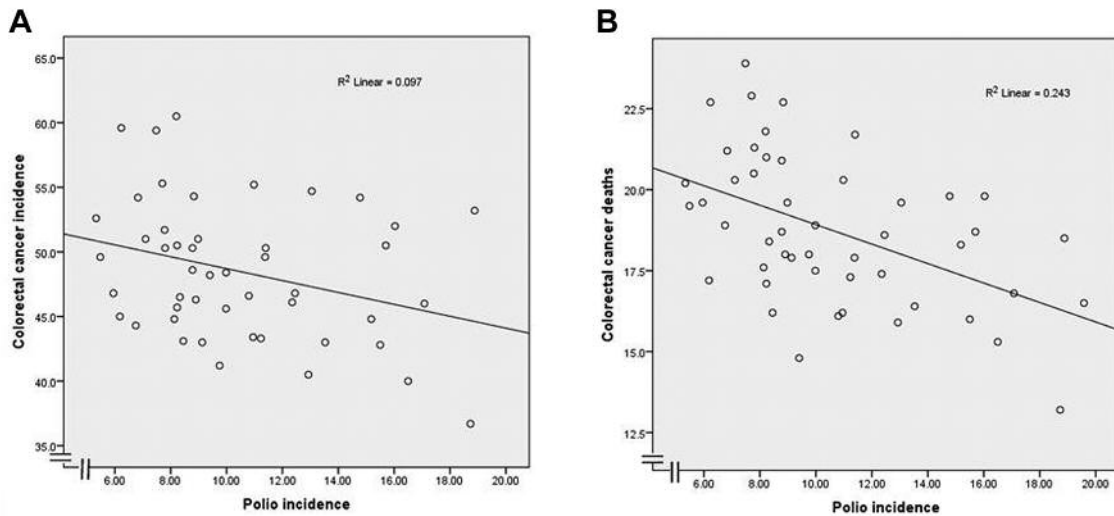 A
R² Linear = 0.097
Colorectal cancer incidence
65.0
60.0
55.0
50.0
45.0
40.0
35.0
6.00 8.00 10.00 12.00 14.00 16.00 18.00 20.00
Polio incidence
B
R² Linear = 0.243
Colorectal cancer deaths
22.5
20.0
17.5
15.0
12.5
6.00 8.00 10.00 12.00 14.00 16.00 18.00 20.00
Polio incidence